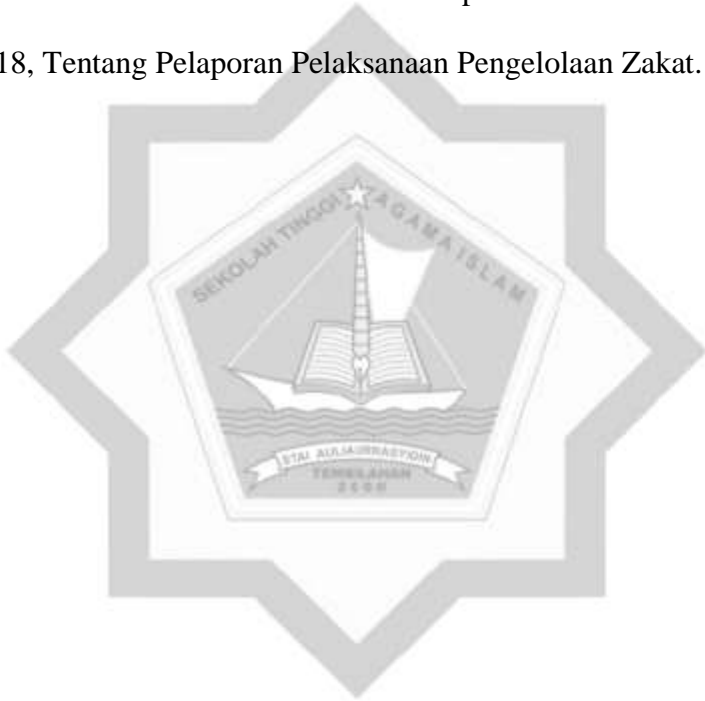 18, Tentang Pelaporan Pelaksanaan Pengelolaan Zakat.
SEKOLAH TINGGI AGAMA ISLAM
STAI AULIAURRASYIDIN
TEMBILAHAN